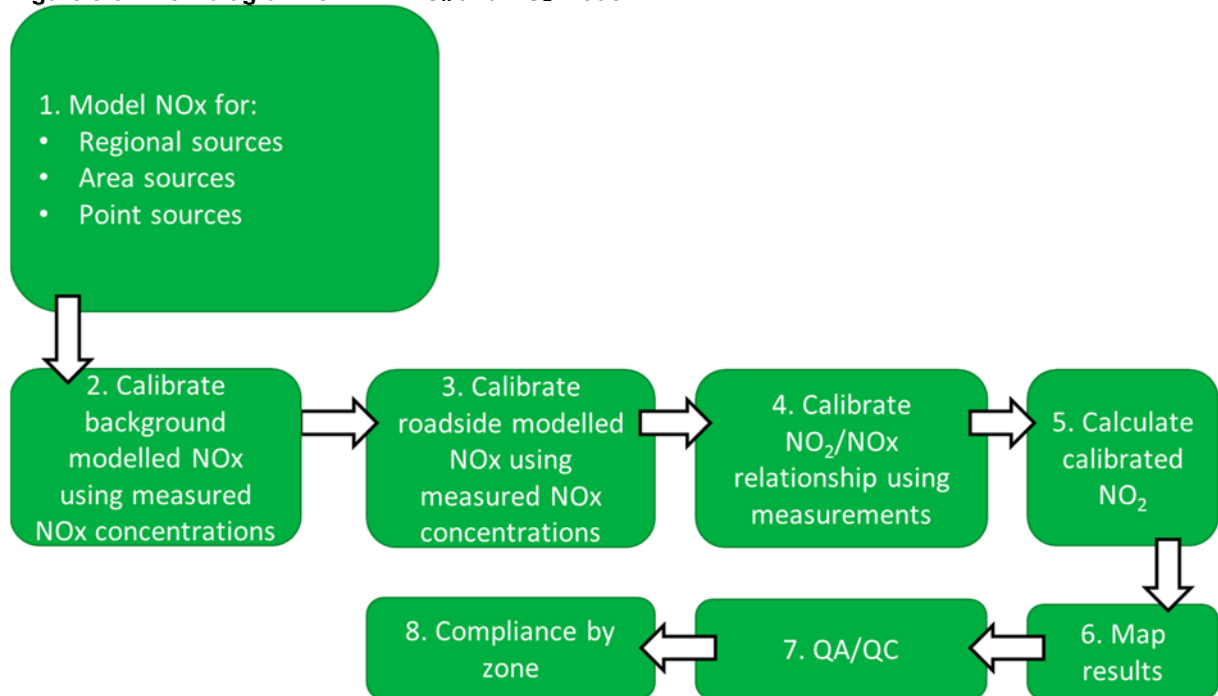 1. Model NOx for:
• Regional sources
• Area sources
• Point sources
2. Calibrate
background
modelled NOx
using measured
NOx concentrations
3. Calibrate
roadside modelled
NOx using
measured NOx
concentrations
4. Calibrate
NO₂/NOx
relationship using
measurements
5. Calculate
calibrated
NO₂
6. Map
results
7. QA/QC
8. Compliance by
zone